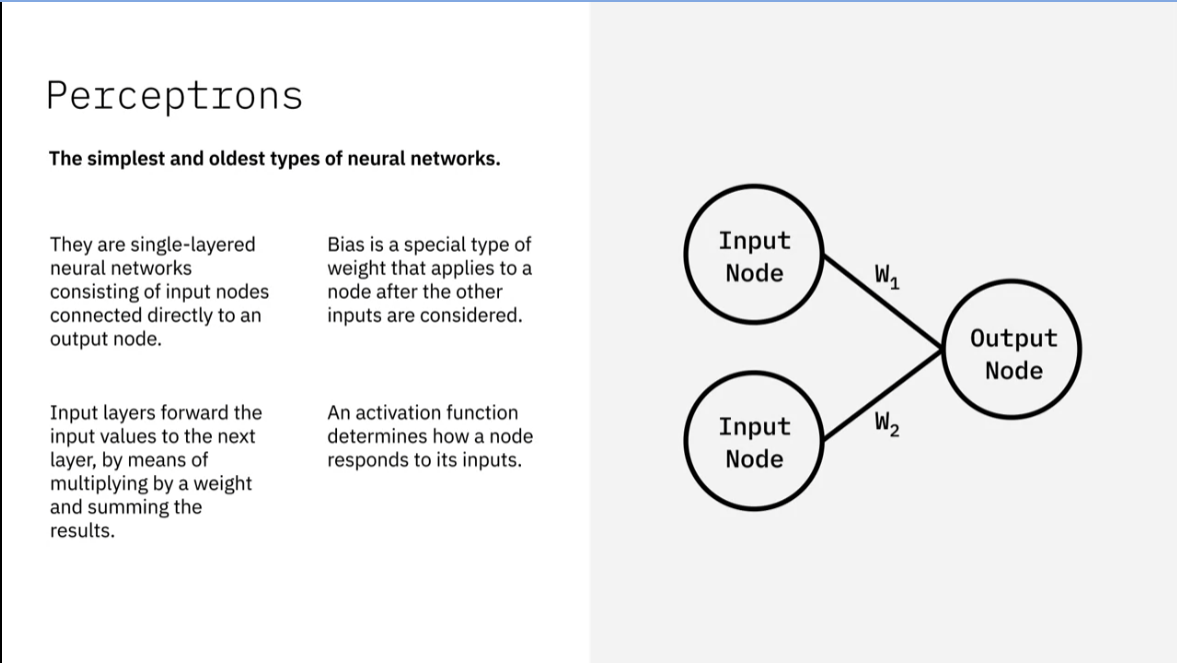 Perceptrons
The simplest and oldest types of neural networks.
They are single-layered
neural networks
consisting of input nodes
connected directly to an
output node.
Bias is a special type of
weight that applies to a
node after the other
inputs are considered.
Input layers forward the
input values to the next
layer, by means of
multiplying by a weight
and summing the
results.
An activation function
determines how a node
responds to its inputs.
Input
Node
W₁
Output
Node
Input
Node
W₂